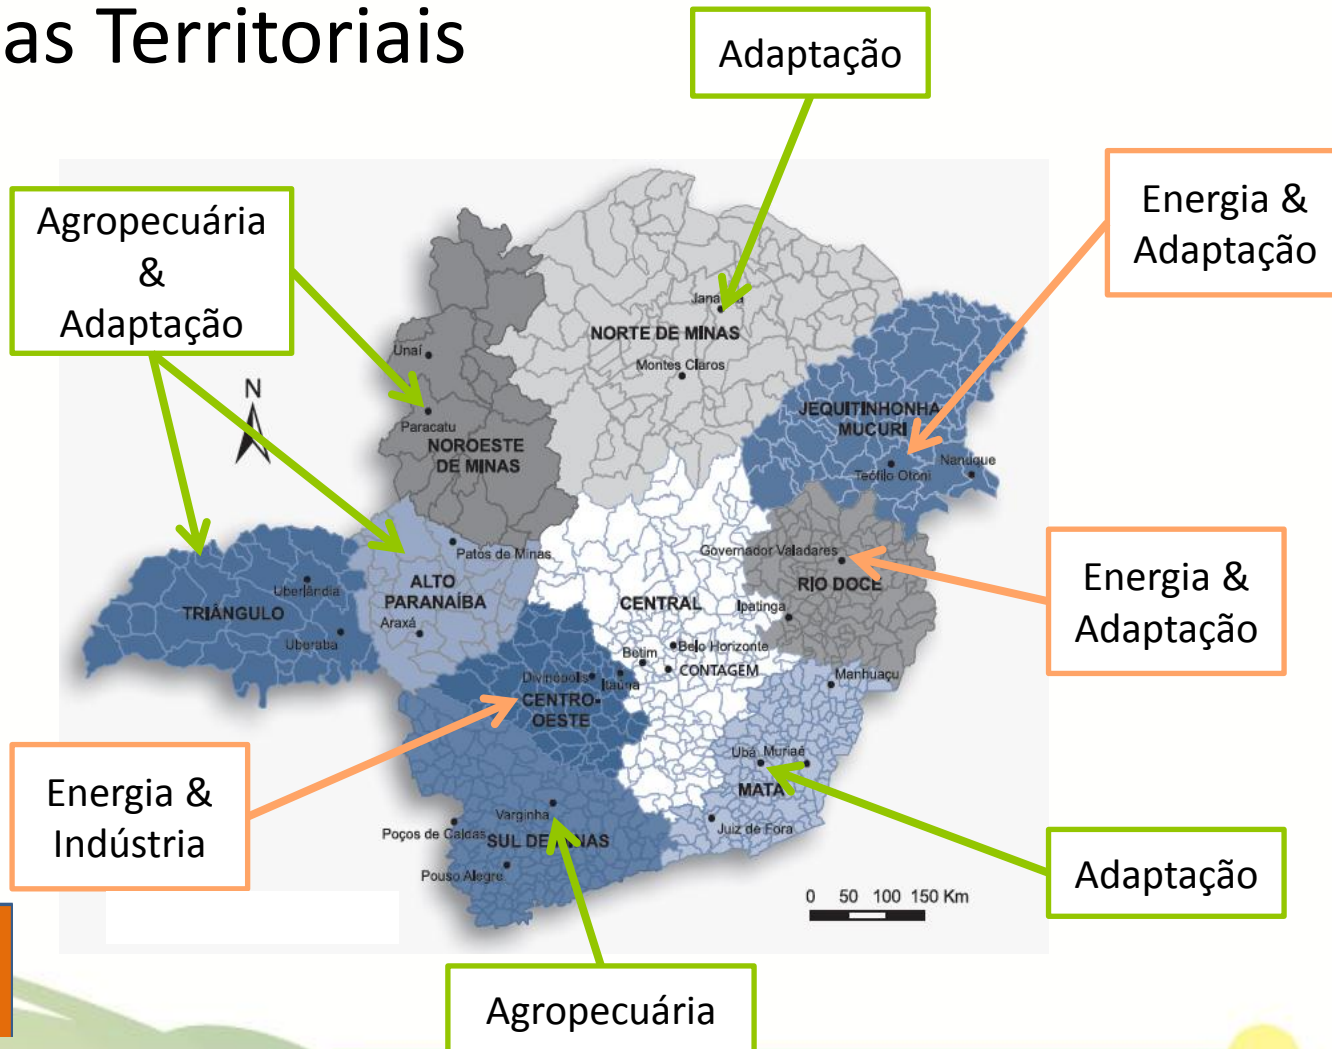 as Territoriais
Adaptação
Energia &
Adaptação
Agropecuária
&
Adaptação
N
NORTE DE MINAS
Montes Claros
Unaí
Paracatu
NOROESTE
DE MINAS
JEQUITINHONHA
MUCURI
Teófilo Otoni
Nanuque
Patos de Minas
Governador Valadares
RIO DOCE
Energia &
Adaptação
ALTO
PARANAÍBA
Araxá
Uberlândia
TRIÂNGULO
Uberaba
CENTRAL
Ipatinga
Belo Horizonte
Betim
CONTAGEM
Manhuaçu
Divinópolis
Itaúna
CENTRO-
OESTE
Ubá
Muriaé
MATA
Juiz de Fora
Energia &
Indústria
Varginha
Poços de Caldas
SUL DE MINAS
Pouso Alegre
Adaptação
0 50 100 150 Km
Agropecuária